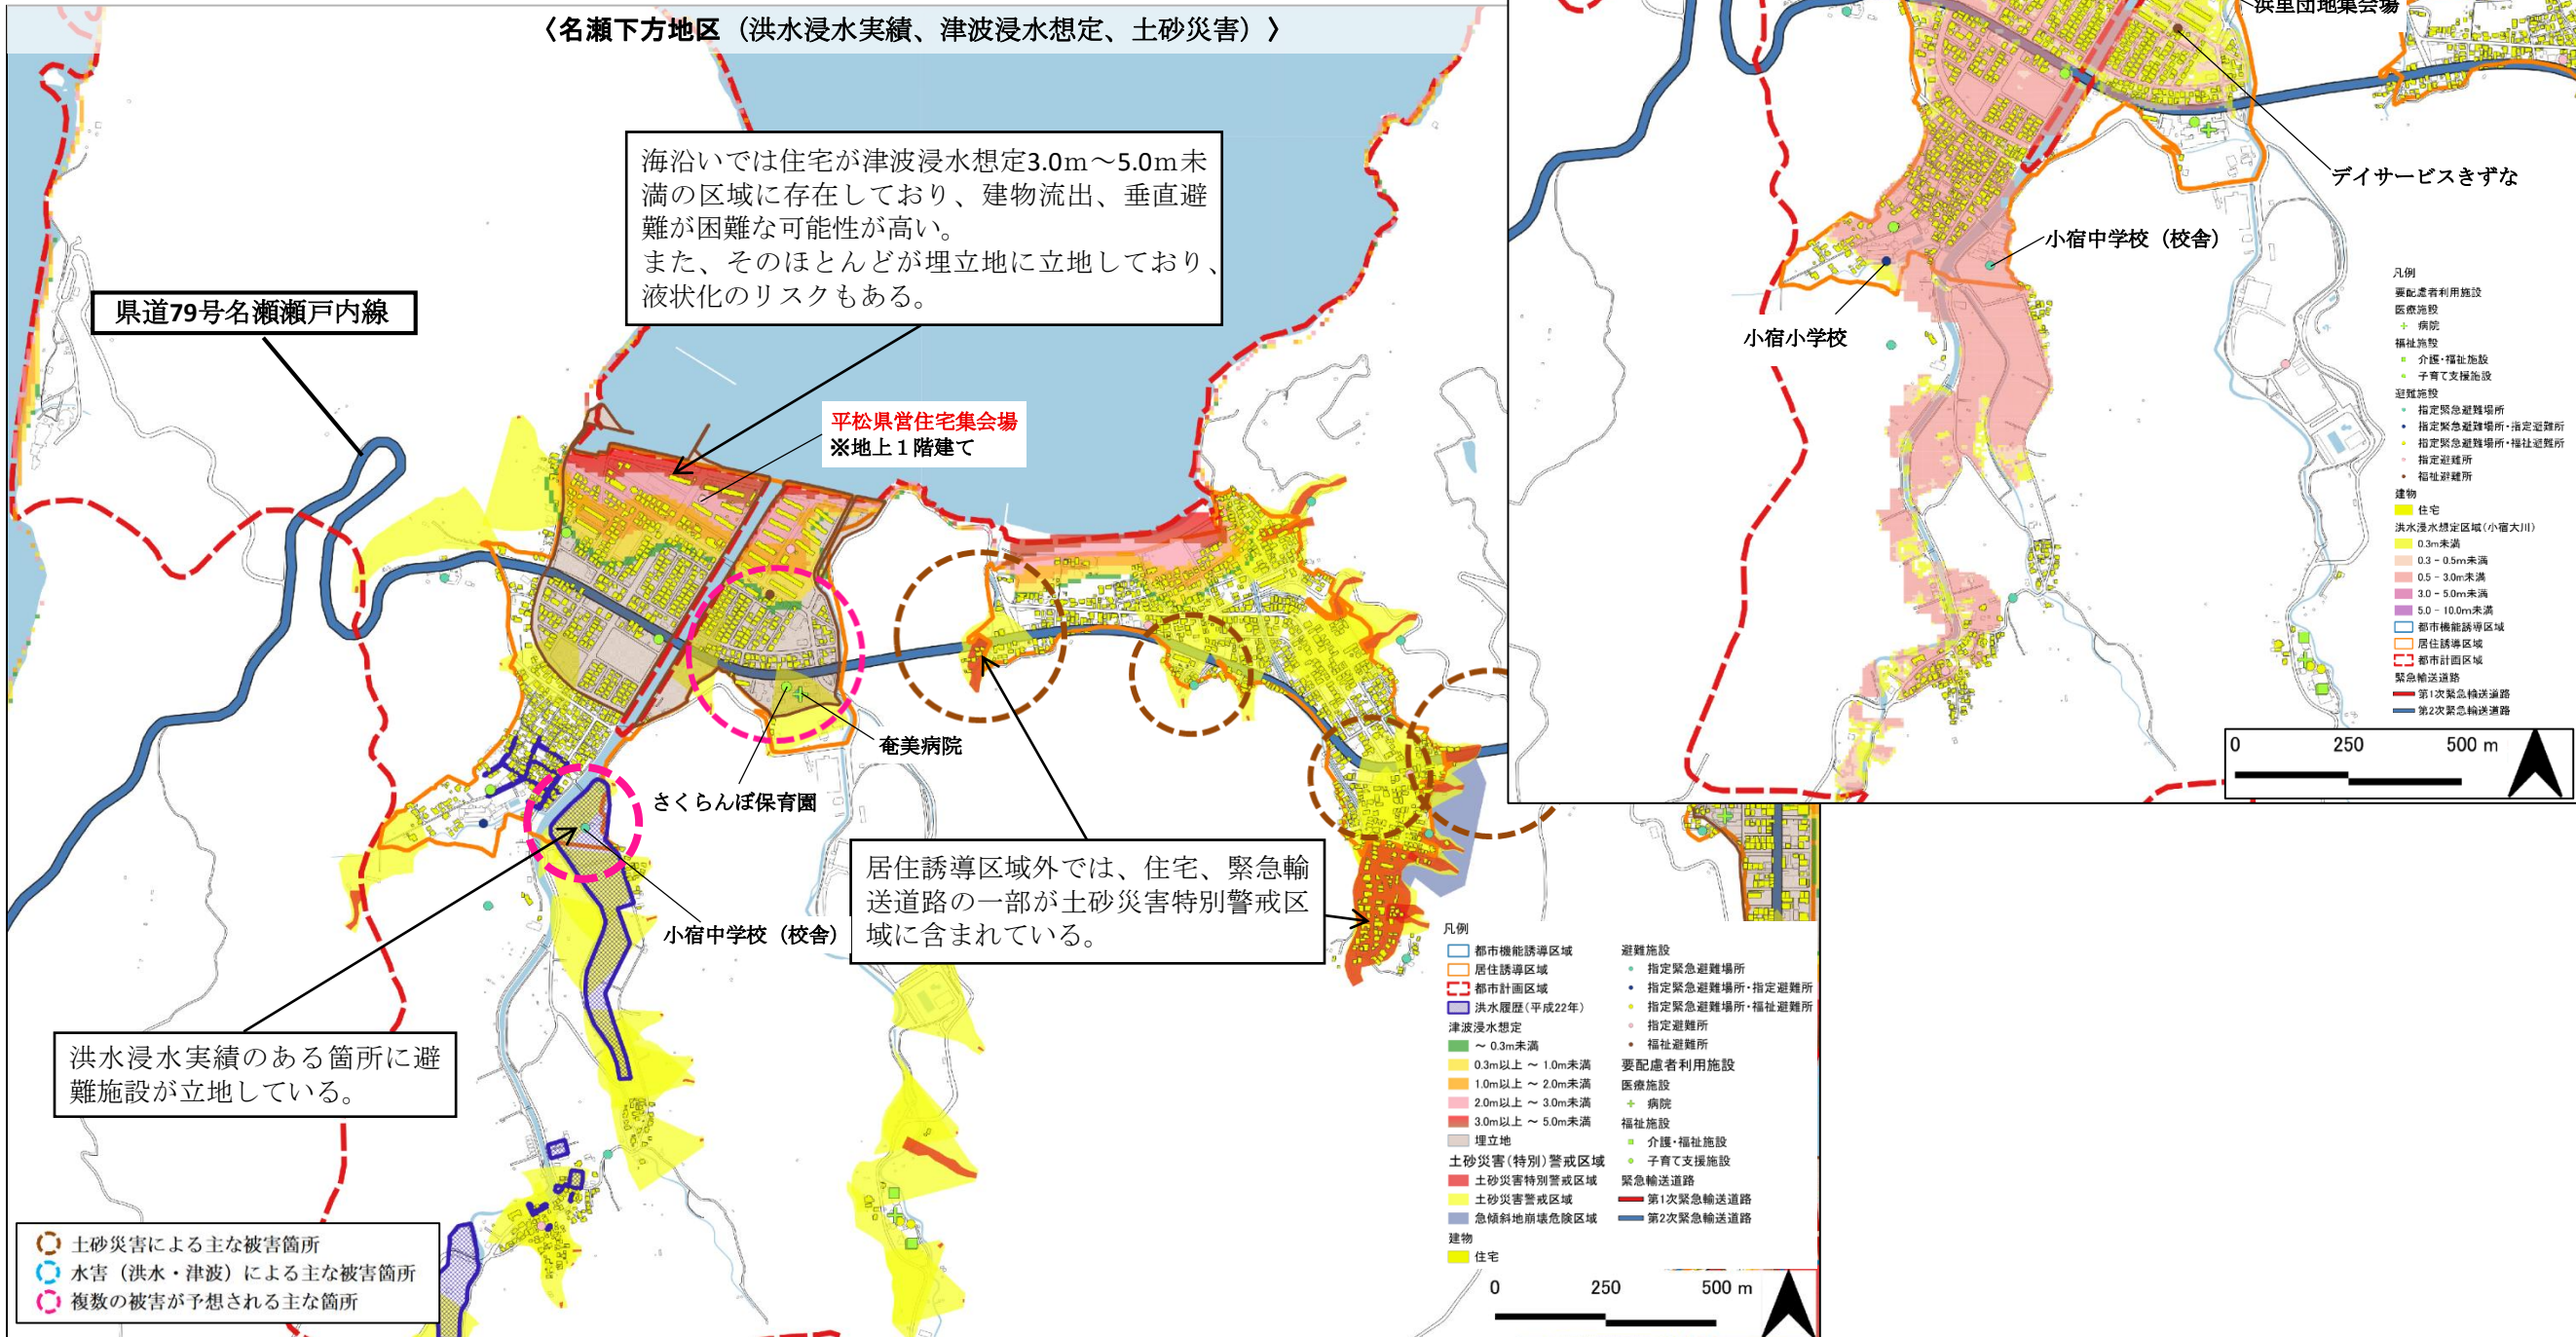 〈名瀬下方地区（洪水浸水実績、津波浸水想定、土砂災害）〉
海沿いでは住宅が津波浸水想定3.0ｍ～5.0ｍ未
満の区域に存在しており、建物流出、垂直避
難が困難な可能性が高い。
また、そのほとんどが埋立地に立地しており、
液状化のリスクもある。
県道79号名瀬瀬戸内線
平松県営住宅集会場
※地上１階建て
奄美病院
さくらんぼ保育園
小宿中学校（校舎）
居住誘導区域外では、住宅、緊急輸
送道路の一部が土砂災害特別警戒区
域に含まれている。
洪水浸水実績のある箇所に避
難施設が立地している。
土砂災害による主な被害箇所
水害（洪水・津波）による主な被害箇所
複数の被害が予想される主な箇所
凡例
都市機能誘導区域
居住誘導区域
都市計画区域
洪水履歴(平成22年)
津波浸水想定
～ 0.3m未満
0.3m以上 ～ 1.0m未満
1.0m以上 ～ 2.0m未満
2.0m以上 ～ 3.0m未満
3.0m以上 ～ 5.0m未満
埋立地
土砂災害(特別)警戒区域
土砂災害特別警戒区域
土砂災害警戒区域
急傾斜地崩壊危険区域
建物
住宅
避難施設
指定緊急避難場所
指定緊急避難場所・指定避難所
指定緊急避難場所・福祉避難所
指定避難所
福祉避難所
要配慮者利用施設
医療施設
病院
福祉施設
介護・福祉施設
子育て支援施設
緊急輸送道路
第1次緊急輸送道路
第2次緊急輸送道路
0 250 500 m
浜里団地集会場
デイサービスきずな
小宿中学校（校舎）
小宿小学校
凡例
要配慮者利用施設
医療施設
病院
福祉施設
介護・福祉施設
子育て支援施設
避難施設
指定緊急避難場所
指定緊急避難場所・指定避難所
指定緊急避難場所・福祉避難所
指定避難所
福祉避難所
建物
住宅
洪水浸水想定区域(小宿大川)
0.3m未満
0.3 - 0.5m未満
0.5 - 3.0m未満
3.0 - 5.0m未満
5.0 - 10.0m未満
都市機能誘導区域
居住誘導区域
都市計画区域
緊急輸送道路
第1次緊急輸送道路
第2次緊急輸送道路
0 250 500 m